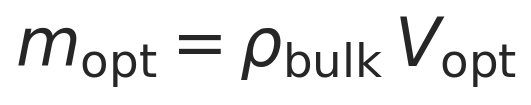 m_opt = ρ_bulk V_opt